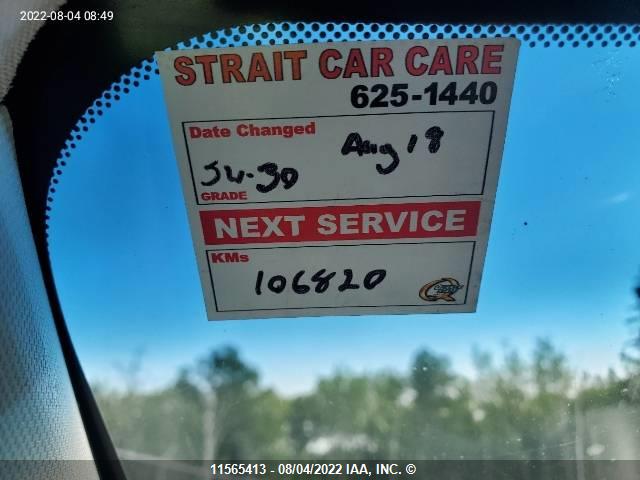 2022-08-04 08:49
STRAIT CAR CARE
625-1440
Date Changed
Aug 18
5W-30
GRADE
NEXT SERVICE
KMs
106820
11565413 - 08/04/2022 IAA, INC. ©